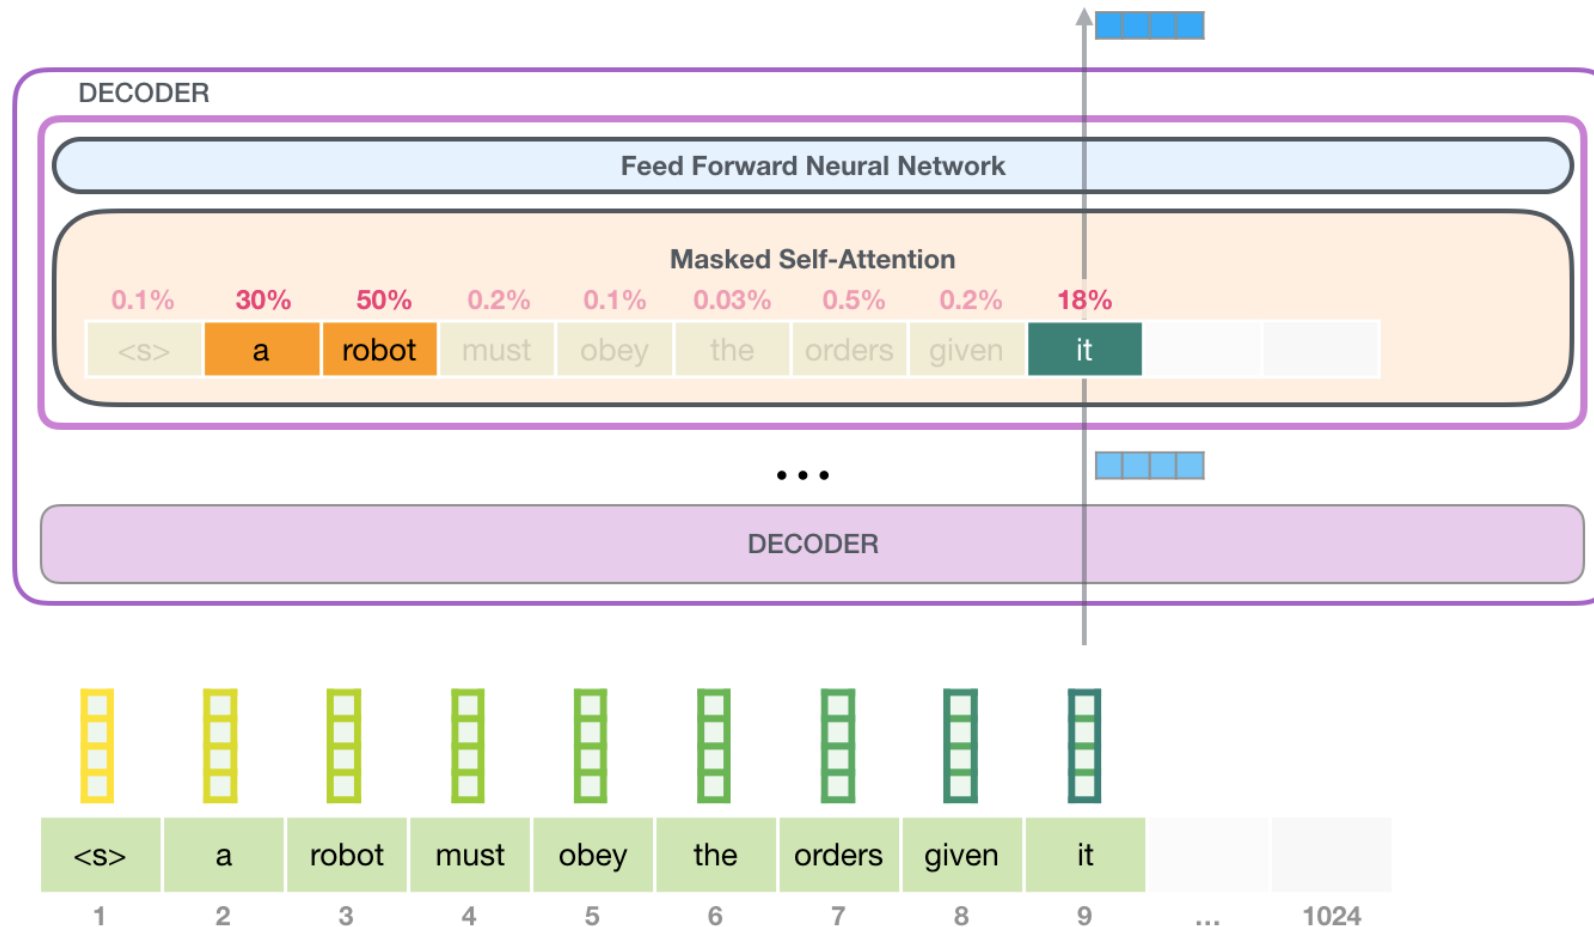 DECODER
Feed Forward Neural Network
Masked Self-Attention
0.1% 30% 50% 0.2% 0.1% 0.03% 0.5% 0.2% 18%
<s> a robot must obey the orders given it
...
DECODER
<s> a robot must obey the orders given it
1 2 3 4 5 6 7 8 9 ... 1024